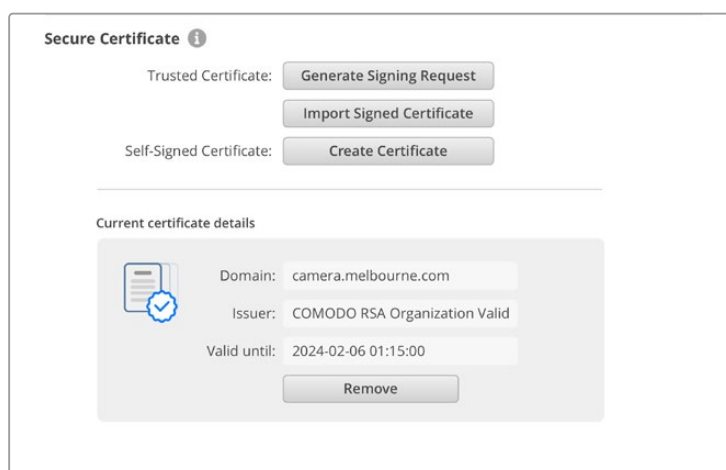 Secure Certificate
Trusted Certificate: Generate Signing Request
Import Signed Certificate
Self-Signed Certificate: Create Certificate
Current certificate details
Domain: camera.melbourne.com
Issuer: COMODO RSA Organization Valid
Valid until: 2024-02-06 01:15:00
Remove